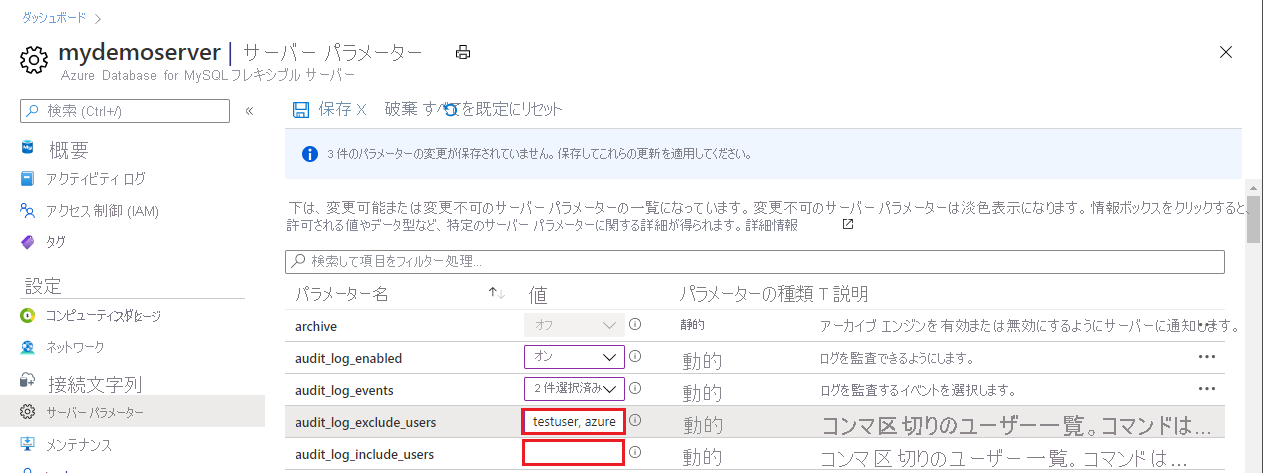 ダッシュボード
mydemoserver | サーバー パラメーター
Azure Database for MySQL フレキシブル サーバー
検索 (Ctrl+/)
保存 X 破棄 すべてを既定にリセット
3 件のパラメーターの変更が保存されていません。保存してこれらの更新を適用してください。
概要
アクティビティ ログ
アクセス制御 (IAM)
タグ
設定
コンピューティングとストレージ
ネットワーク
接続文字列
サーバー パラメーター
メンテナンス
下は、変更可能または変更不可のサーバー パラメーターの一覧になっています。変更不可のサーバー パラメーターは淡色表示になります。情報ボックスをクリックすると、
許可される値やデータ型など、特定のサーバー パラメーターに関する詳細が得られます。詳細情報
検索して項目をフィルター処理...
パラメーター名 ↑↓ 値 パラメーターの種類 T 説明
archive オフ 静的 アーカイブ エンジンを有効または無効にするようにサーバーに通知します。
audit_log_enabled オン 動的 ログを監査できるようにします。 ...
audit_log_events 2 件選択済み 動的 ログを監査するイベントを選択します。 ...
audit_log_exclude_users testuser, azure 動的 コンマ区切りのユーザー一覧。コマンドは...
audit_log_include_users 動的 コンマ区切りのユーザー一覧。コマンドは...